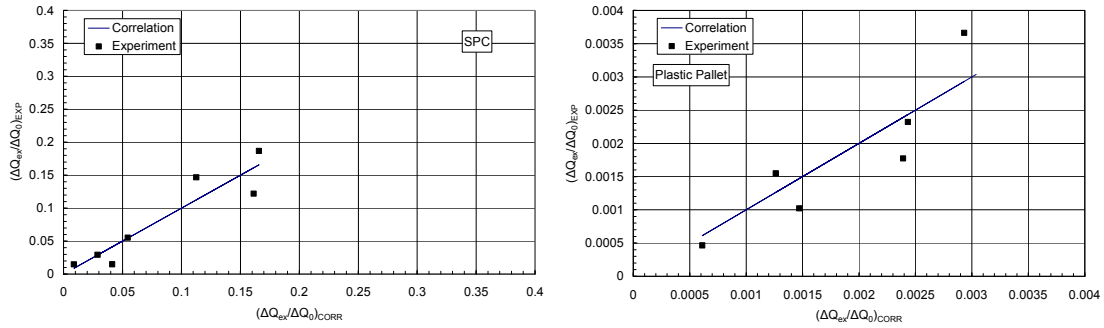 0.4
0.35
0.3
0.25
0.2
0.15
0.1
0.05
0
0 0.05 0.1 0.15 0.2 0.25 0.3 0.35 0.4
(ΔQex/ΔQ0)EXP
(ΔQex/ΔQ0)CORR
Correlation
Experiment
SPC
0.004
0.0035
0.003
0.0025
0.002
0.0015
0.001
0.0005
0
0 0.0005 0.001 0.0015 0.002 0.0025 0.003 0.0035 0.004
(ΔQex/ΔQ0)EXP
(ΔQex/ΔQ0)CORR
Correlation
Experiment
Plastic Pallet